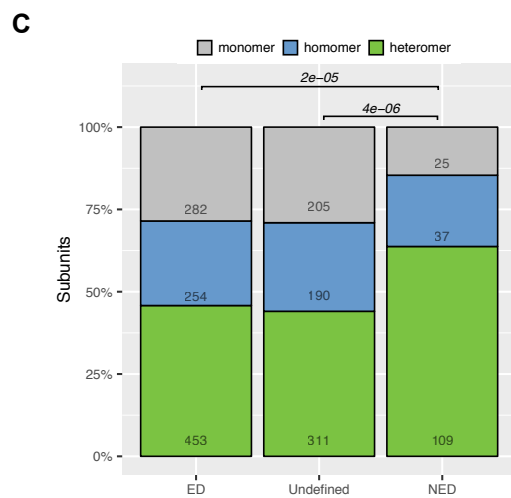 C
monomer homomer heteromer
2e−05
4e−06
100%
75%
50%
25%
0%
Subunits
282 205 25
254 190 37
453 311 109
ED Undefined NED